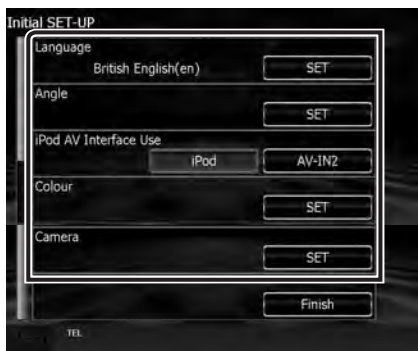 Initial SET-UP
Language
British English(en) SET
Angle
SET
iPod AV Interface Use
iPod AV-IN2
Colour
SET
Camera
SET
Finish
TEL